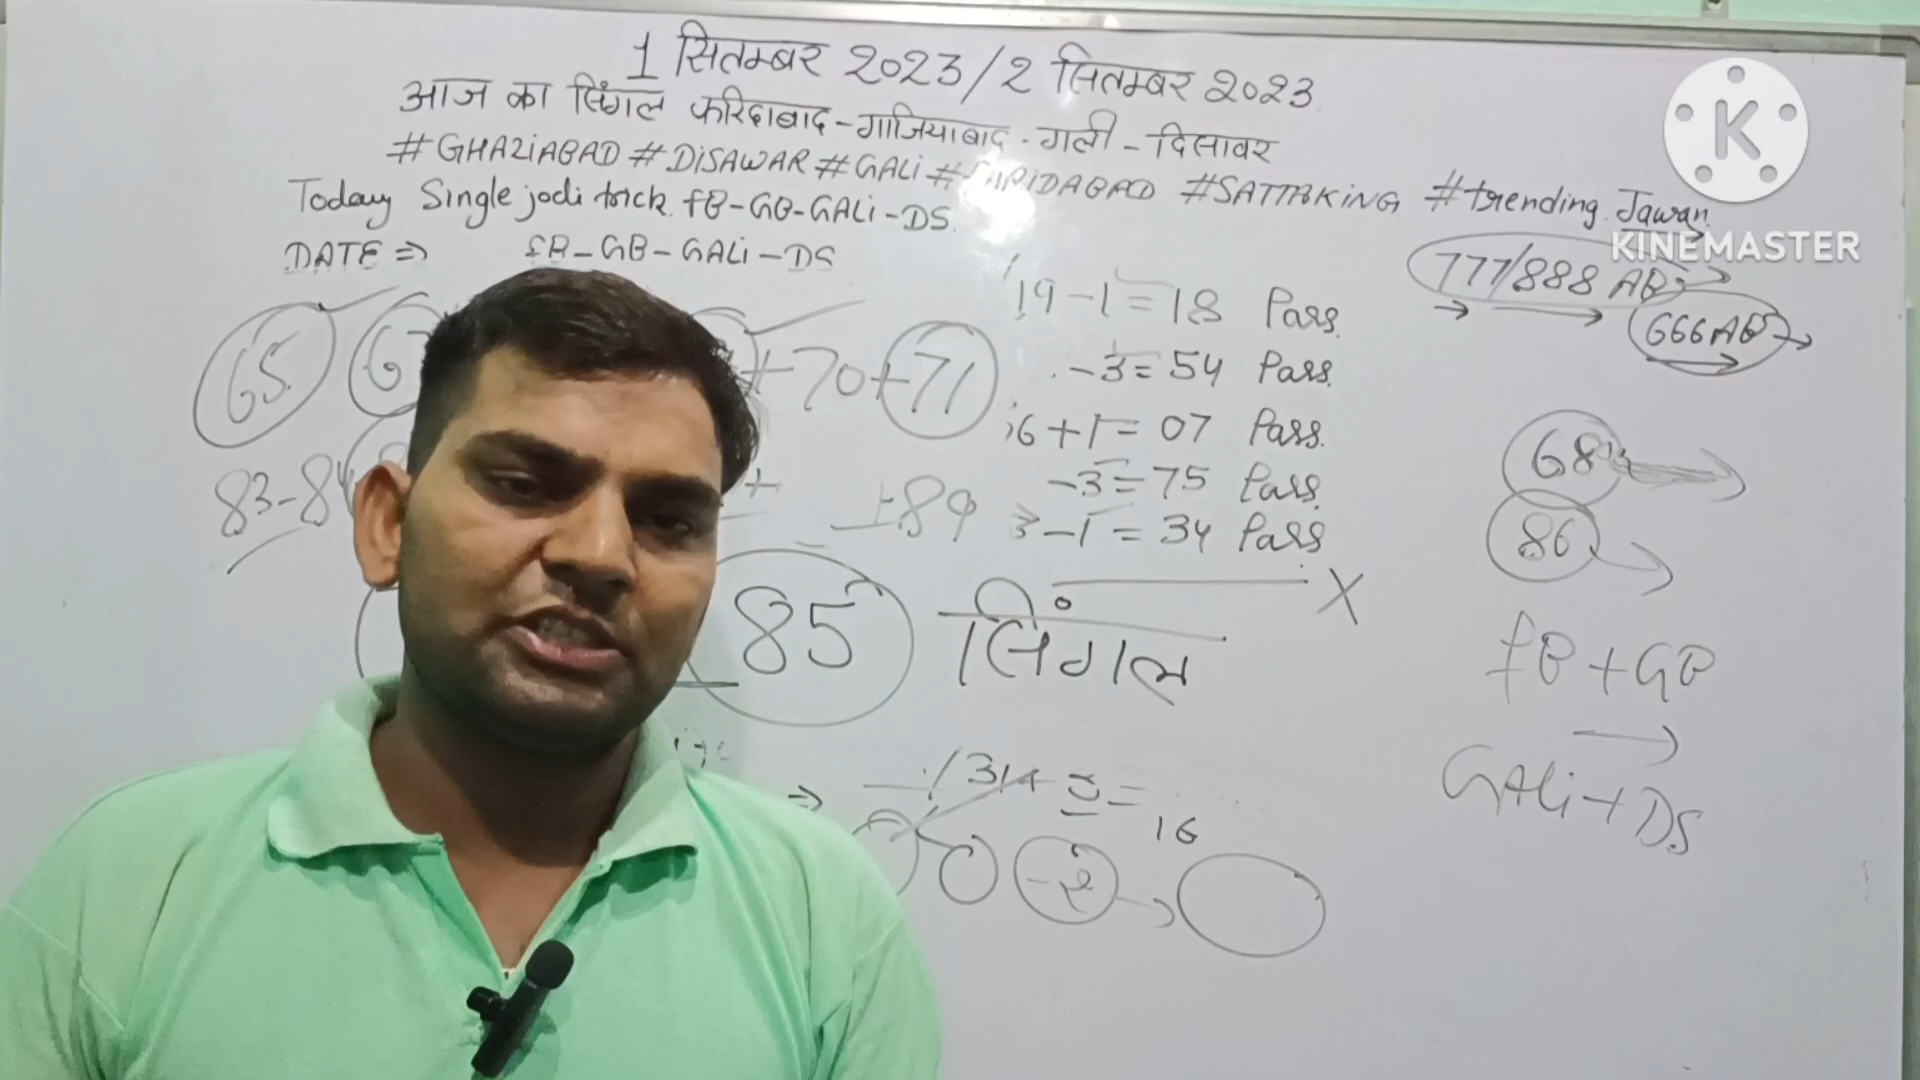 1 सितम्बर 2023/2 सितम्बर 2023
आज का सिंगल फरिदाबाद-गाजियाबाद-गली-दिसावर
#GHAZiABAD #DiSAWAR #GALi #FARIDABAD #SATTAKiNG #trending Jawan
Today Single jodi trick. fB-GB-GALi-DS.
DATE ⇒ FB-GB-GALi-DS
K
KINEMASTER
777/888 AB
666AB
19-1=18 Pass.
-3=54 Pass.
6+1=07 Pass.
-3=75 Pass.
3-1=34 Pass
65 +70+71
83-84 + +89
85 सिंगल X
68
86
fB+GB
GALi+DS
16
0 -2 →